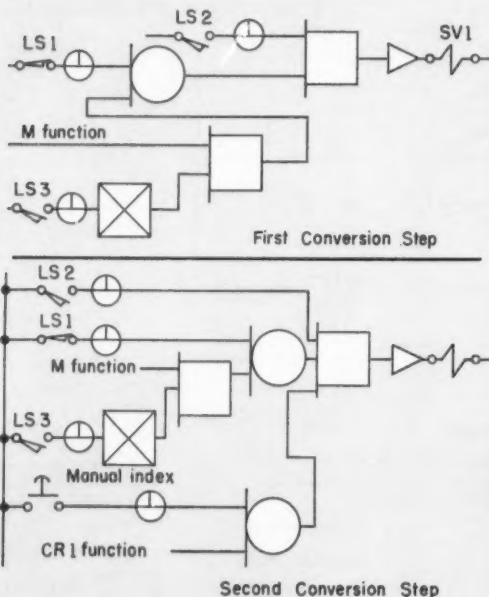 LS2
SV1
LS1
M function
LS3
First Conversion Step
LS2
LS1
M function
LS3
Manual index
CR1 function
Second Conversion Step